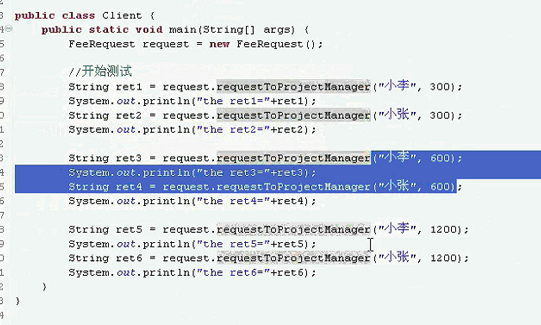 public class Client {
public static void main(String[] args) {
FeeRequest request = new FeeRequest();
//开始测试
String ret1 = request.requestToProjectManager("小李", 300);
System.out.println("the ret1="+ret1);
String ret2 = request.requestToProjectManager("小张", 300);
System.out.println("the ret2="+ret2);
String ret3 = request.requestToProjectManager("小李", 600);
System.out.println("the ret3="+ret3);
String ret4 = request.requestToProjectManager("小张", 600);
System.out.println("the ret4="+ret4);
String ret5 = request.requestToProjectManager("小李", 1200);
System.out.println("the ret5="+ret5);
String ret6 = request.requestToProjectManager("小张", 1200);
System.out.println("the ret6="+ret6);
}
}